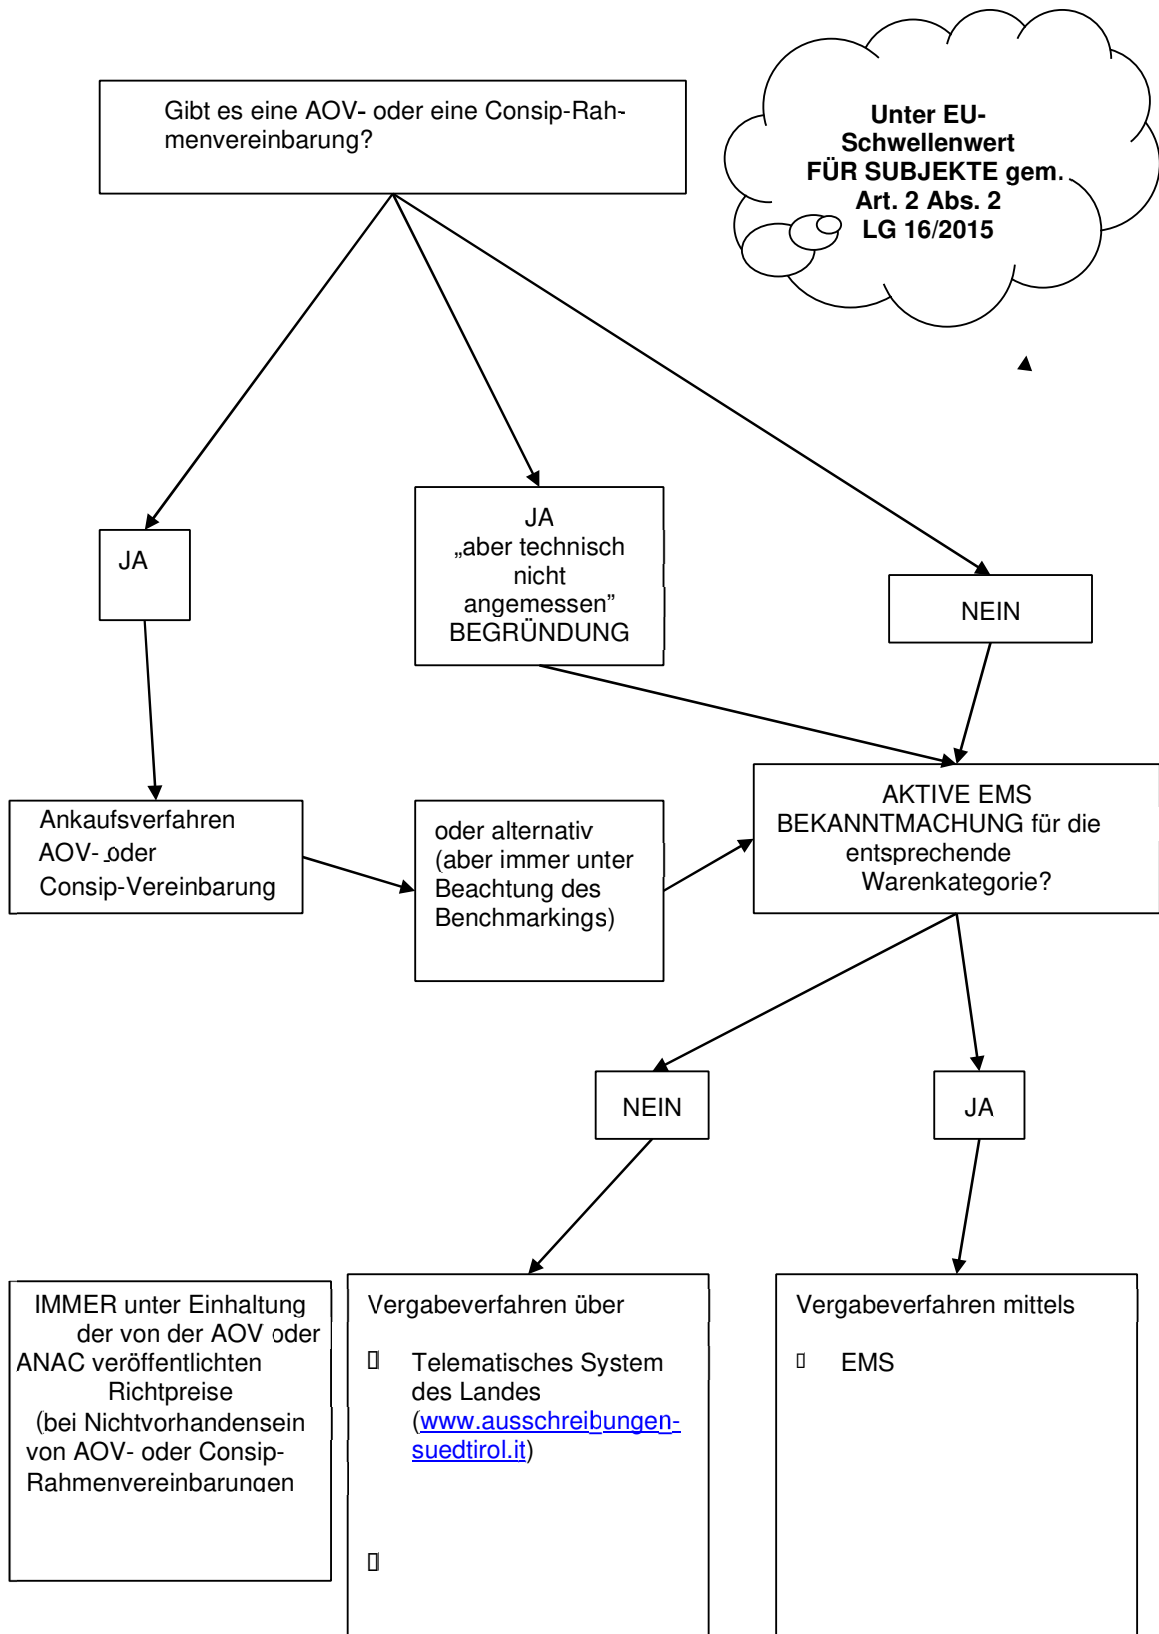 Gibt es eine AOV- oder eine Consip-Rah-
menvereinbarung?
Unter EU-
Schwellenwert
FÜR SUBJEKTE gem.
Art. 2 Abs. 2
LG 16/2015
JA
JA
„aber technisch
nicht
angemessen”
BEGRÜNDUNG
NEIN
Ankaufsverfahren
AOV- oder
Consip-Vereinbarung
oder alternativ
(aber immer unter
Beachtung des
Benchmarkings)
AKTIVE EMS
BEKANNTMACHUNG für die
entsprechende
Warenkategorie?
NEIN
JA
IMMER unter Einhaltung
der von der AOV oder
ANAC veröffentlichten
Richtpreise
(bei Nichtvorhandensein
von AOV- oder Consip-
Rahmenvereinbarungen
Vergabeverfahren über
Telematisches System
des Landes
(www.ausschreibungen-
suedtirol.it)
Vergabeverfahren mittels
EMS